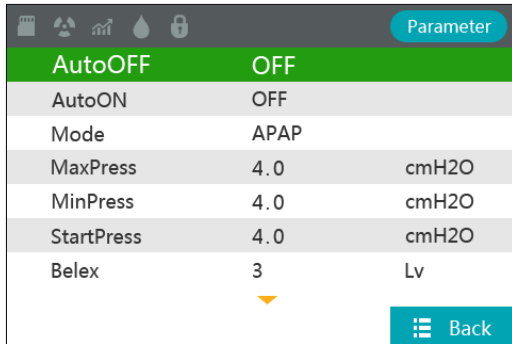 Parameter
AutoOFF OFF
AutoON OFF
Mode APAP
MaxPress 4.0 cmH2O
MinPress 4.0 cmH2O
StartPress 4.0 cmH2O
Belex 3 Lv
Back